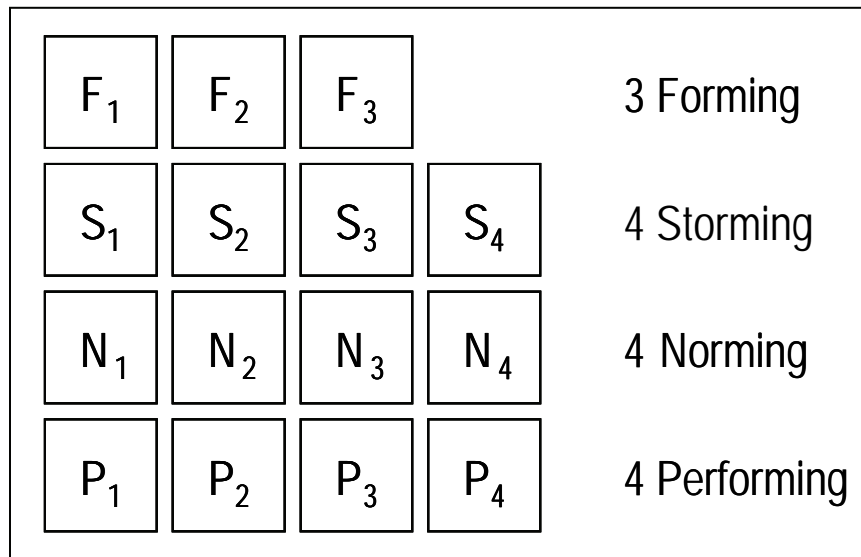 F₁ F₂ F₃ 3 Forming
S₁ S₂ S₃ S₄ 4 Storming
N₁ N₂ N₃ N₄ 4 Norming
P₁ P₂ P₃ P₄ 4 Performing